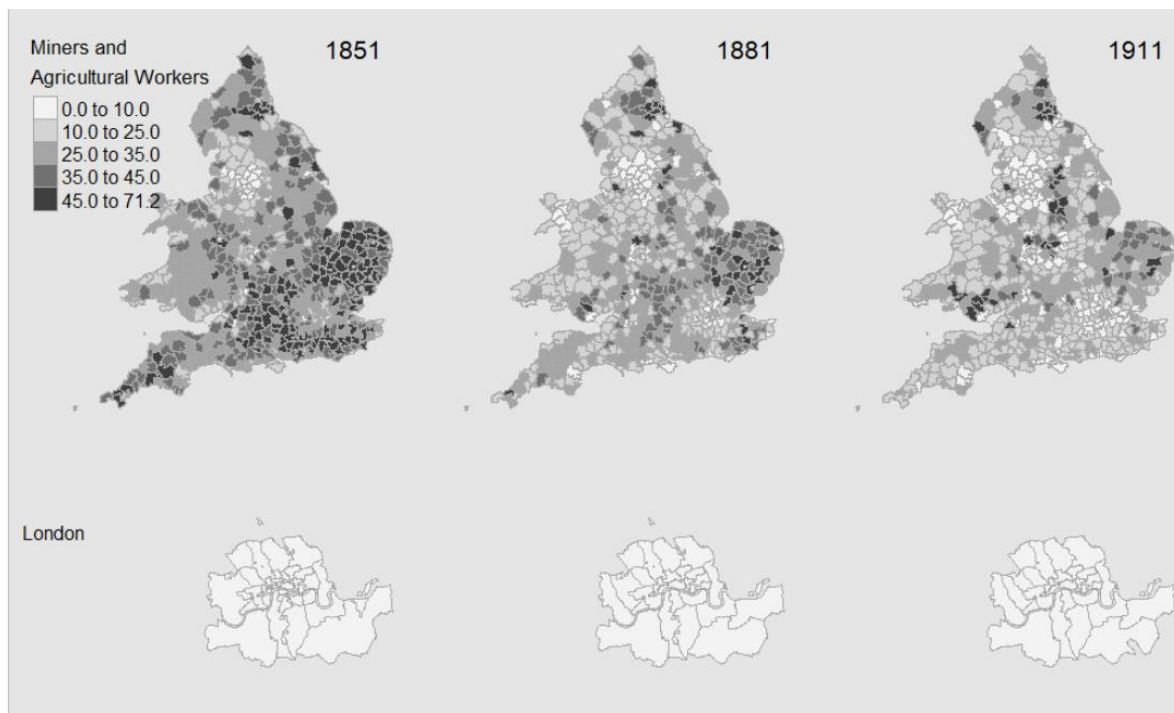 Miners and
Agricultural Workers
0.0 to 10.0
10.0 to 25.0
25.0 to 35.0
35.0 to 45.0
45.0 to 71.2
1851
1881
1911
London